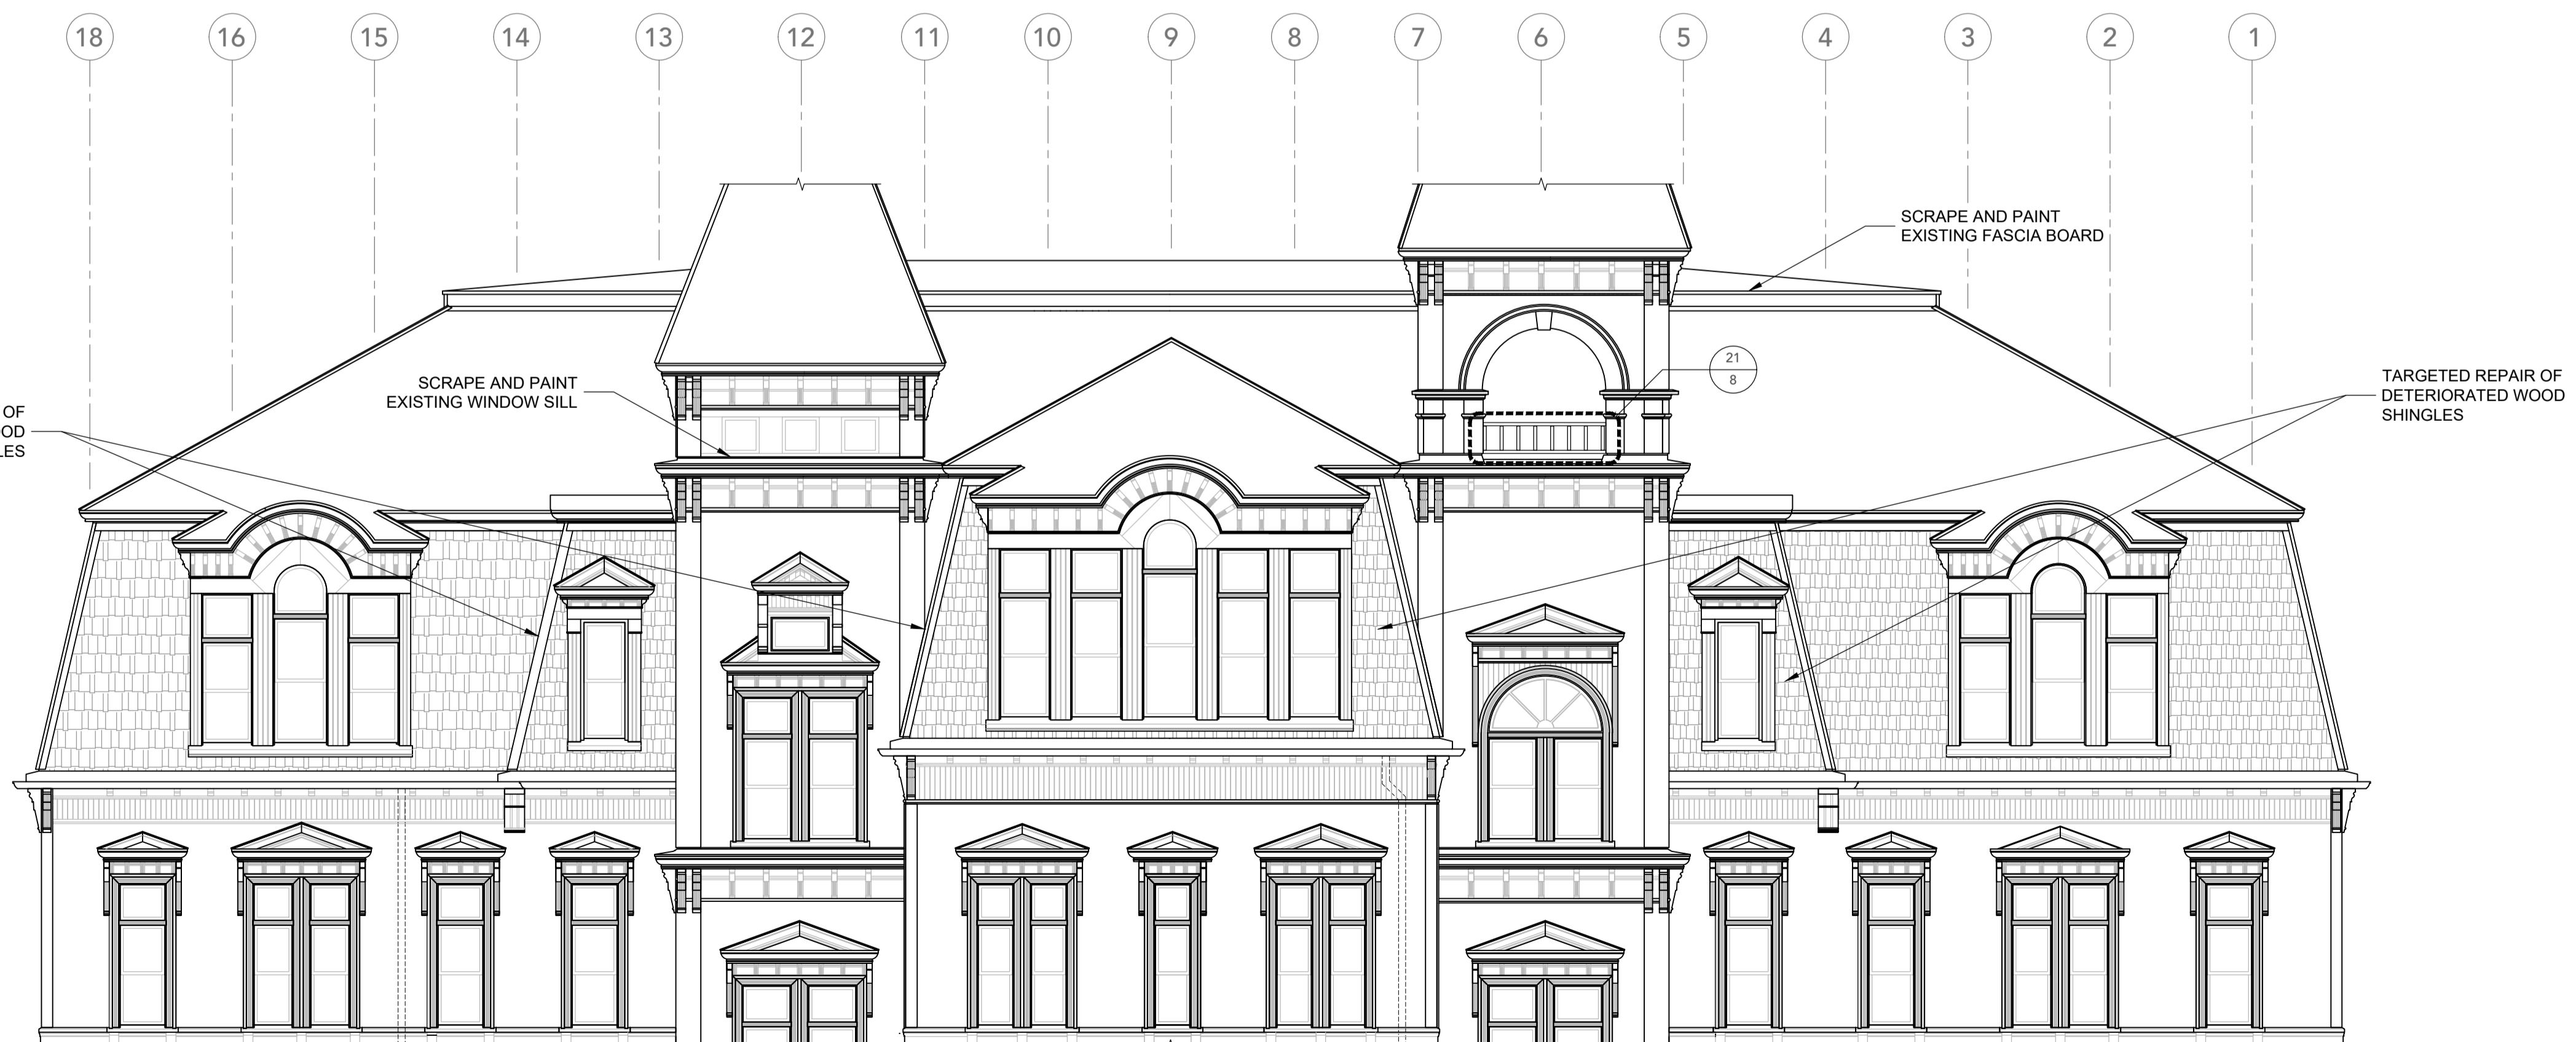 18 16 15 14 13 12 11 10 9 8 7 6 5 4 3 2 1
SCRAPE AND PAINT
EXISTING FASCIA BOARD
21
8
SCRAPE AND PAINT
EXISTING WINDOW SILL
TARGETED REPAIR OF
DETERIORATED WOOD
SHINGLES
OF
OOD
LES